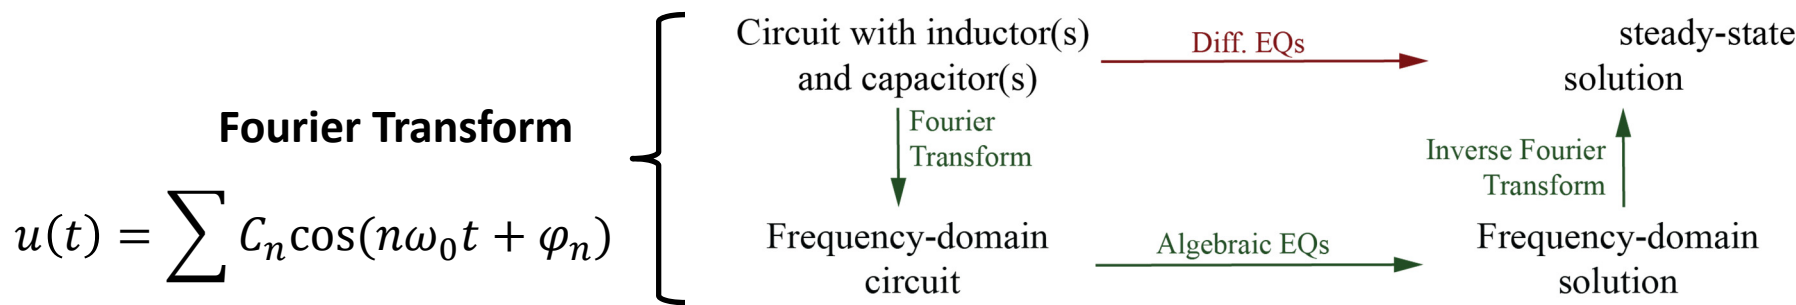 Fourier Transform
u(t) = ∑ Cₙcos(nω₀t + φₙ)
Circuit with inductor(s)
and capacitor(s)
Diff. EQs
steady-state
solution
Fourier
Transform
Inverse Fourier
Transform
Frequency-domain
circuit
Algebraic EQs
Frequency-domain
solution